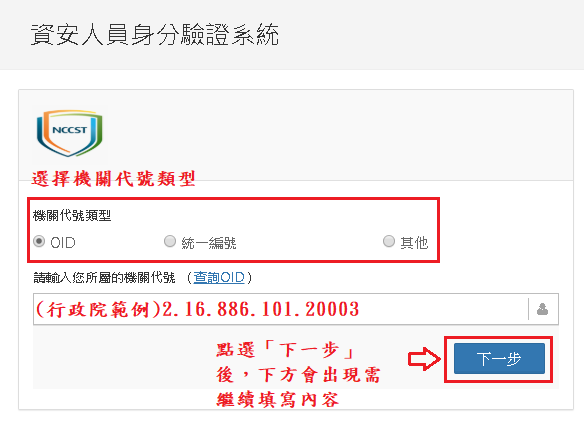 資安人員身分驗證系統
NCCST
選擇機關代號類型
機關代號類型
OID 統一編號 其他
請輸入您所屬的機關代號 （查詢OID）
(行政院範例)2.16.886.101.20003
點選「下一步」
後，下方會出現需
繼續填寫內容
下一步